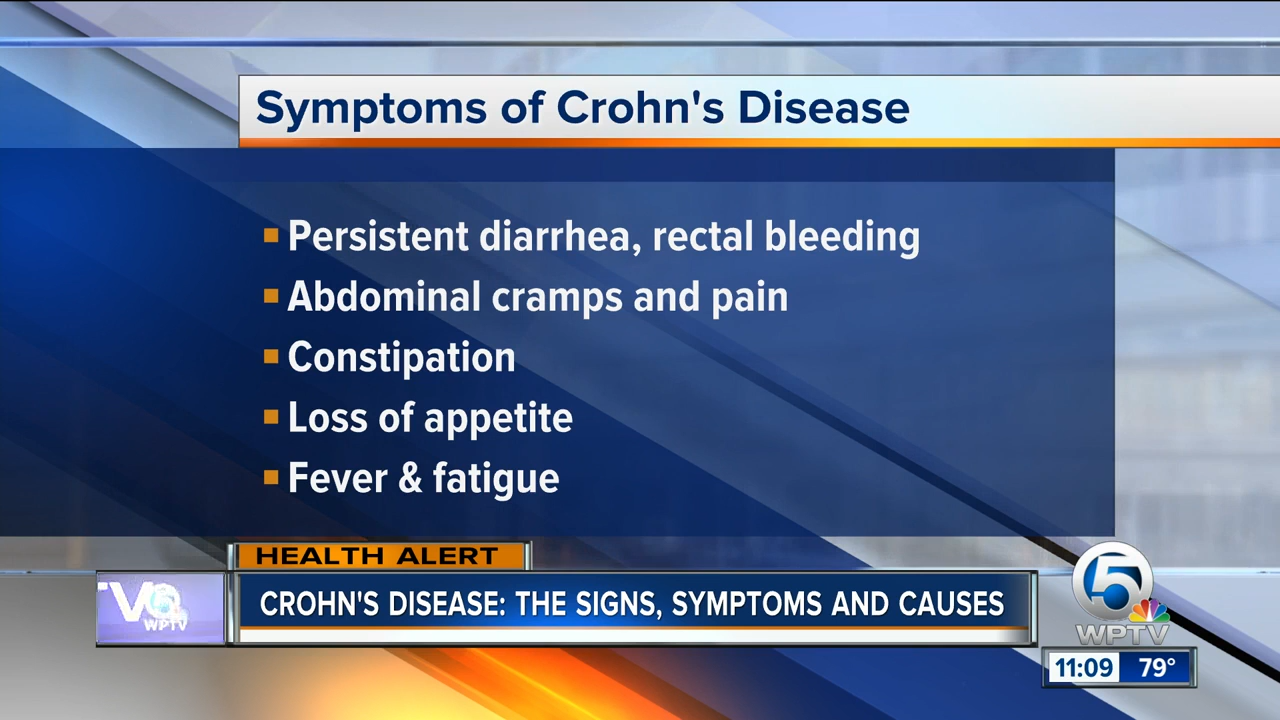 Symptoms of Crohn's Disease
Persistent diarrhea, rectal bleeding
Abdominal cramps and pain
Constipation
Loss of appetite
Fever & fatigue
HEALTH ALERT
CROHN'S DISEASE: THE SIGNS, SYMPTOMS AND CAUSES
WPTV
5
WPTV
11:09 79°